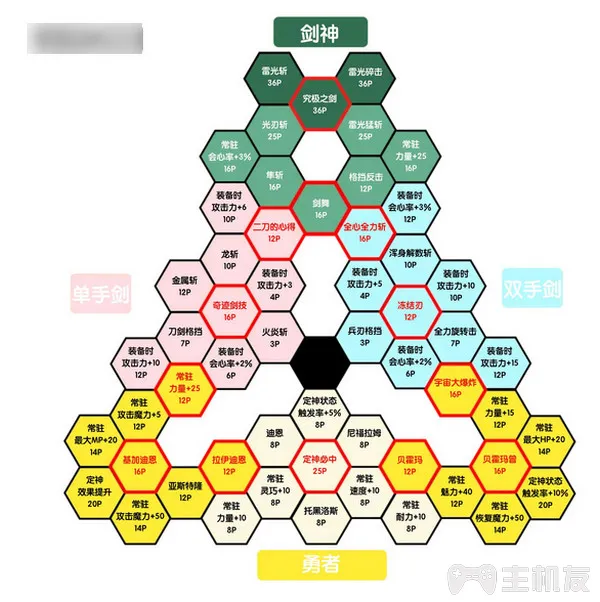 剑神
雷光斩
36P
雷光碎击
36P
究极之剑
36P
光刃斩
25P
雷光猛斩
25P
常驻
会心率+3%
16P
常驻
力量+25
16P
隼斩
16P
格挡反击
12P
剑舞
16P
装备时
攻击力+6
10P
装备时
会心率+3%
12P
二刀的心得
12P
全心全力斩
16P
龙斩
10P
浑身解数斩
10P
金属斩
12P
装备时
攻击力+3
4P
装备时
攻击力+5
4P
装备时
攻击力+10
12P
单手剑
奇迹剑技
16P
冻结刃
12P
双手剑
刀剑格挡
7P
火炎斩
3P
兵刃格挡
3P
全力旋转击
12P
装备时
攻击力+10
12P
装备时
会心率+2%
6P
装备时
会心率+2%
6P
装备时
攻击力+15
12P
常驻
力量+25
12P
宇宙大爆炸
16P
常驻
攻击魔力+5
12P
定神状态
触发率+5%
8P
常驻
力量+15
12P
常驻
最大MP+20
14P
迪恩
8P
尼福拉姆
8P
常驻
最大HP+20
14P
基加迪恩
16P
拉伊迪恩
12P
定神必中
25P
贝霍玛
12P
贝霍玛兽
16P
定神
效果提升
20P
亚斯特隆
12P
常驻
灵巧+10
8P
常驻
速度+10
8P
常驻
魅力+40
12P
定神状态
触发率+10%
20P
常驻
攻击魔力+50
14P
常驻
力量+10
8P
托黑洛斯
8P
常驻
耐力+10
8P
常驻
恢复魔力+50
14P
勇者
主机友